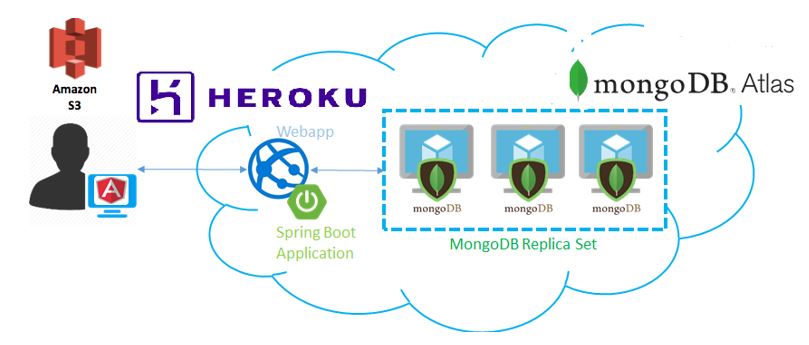 Amazon
S3
HEROKU
mongoDB® Atlas
Webapp
Spring Boot
Application
mongoDB
mongoDB
mongoDB
MongoDB Replica Set